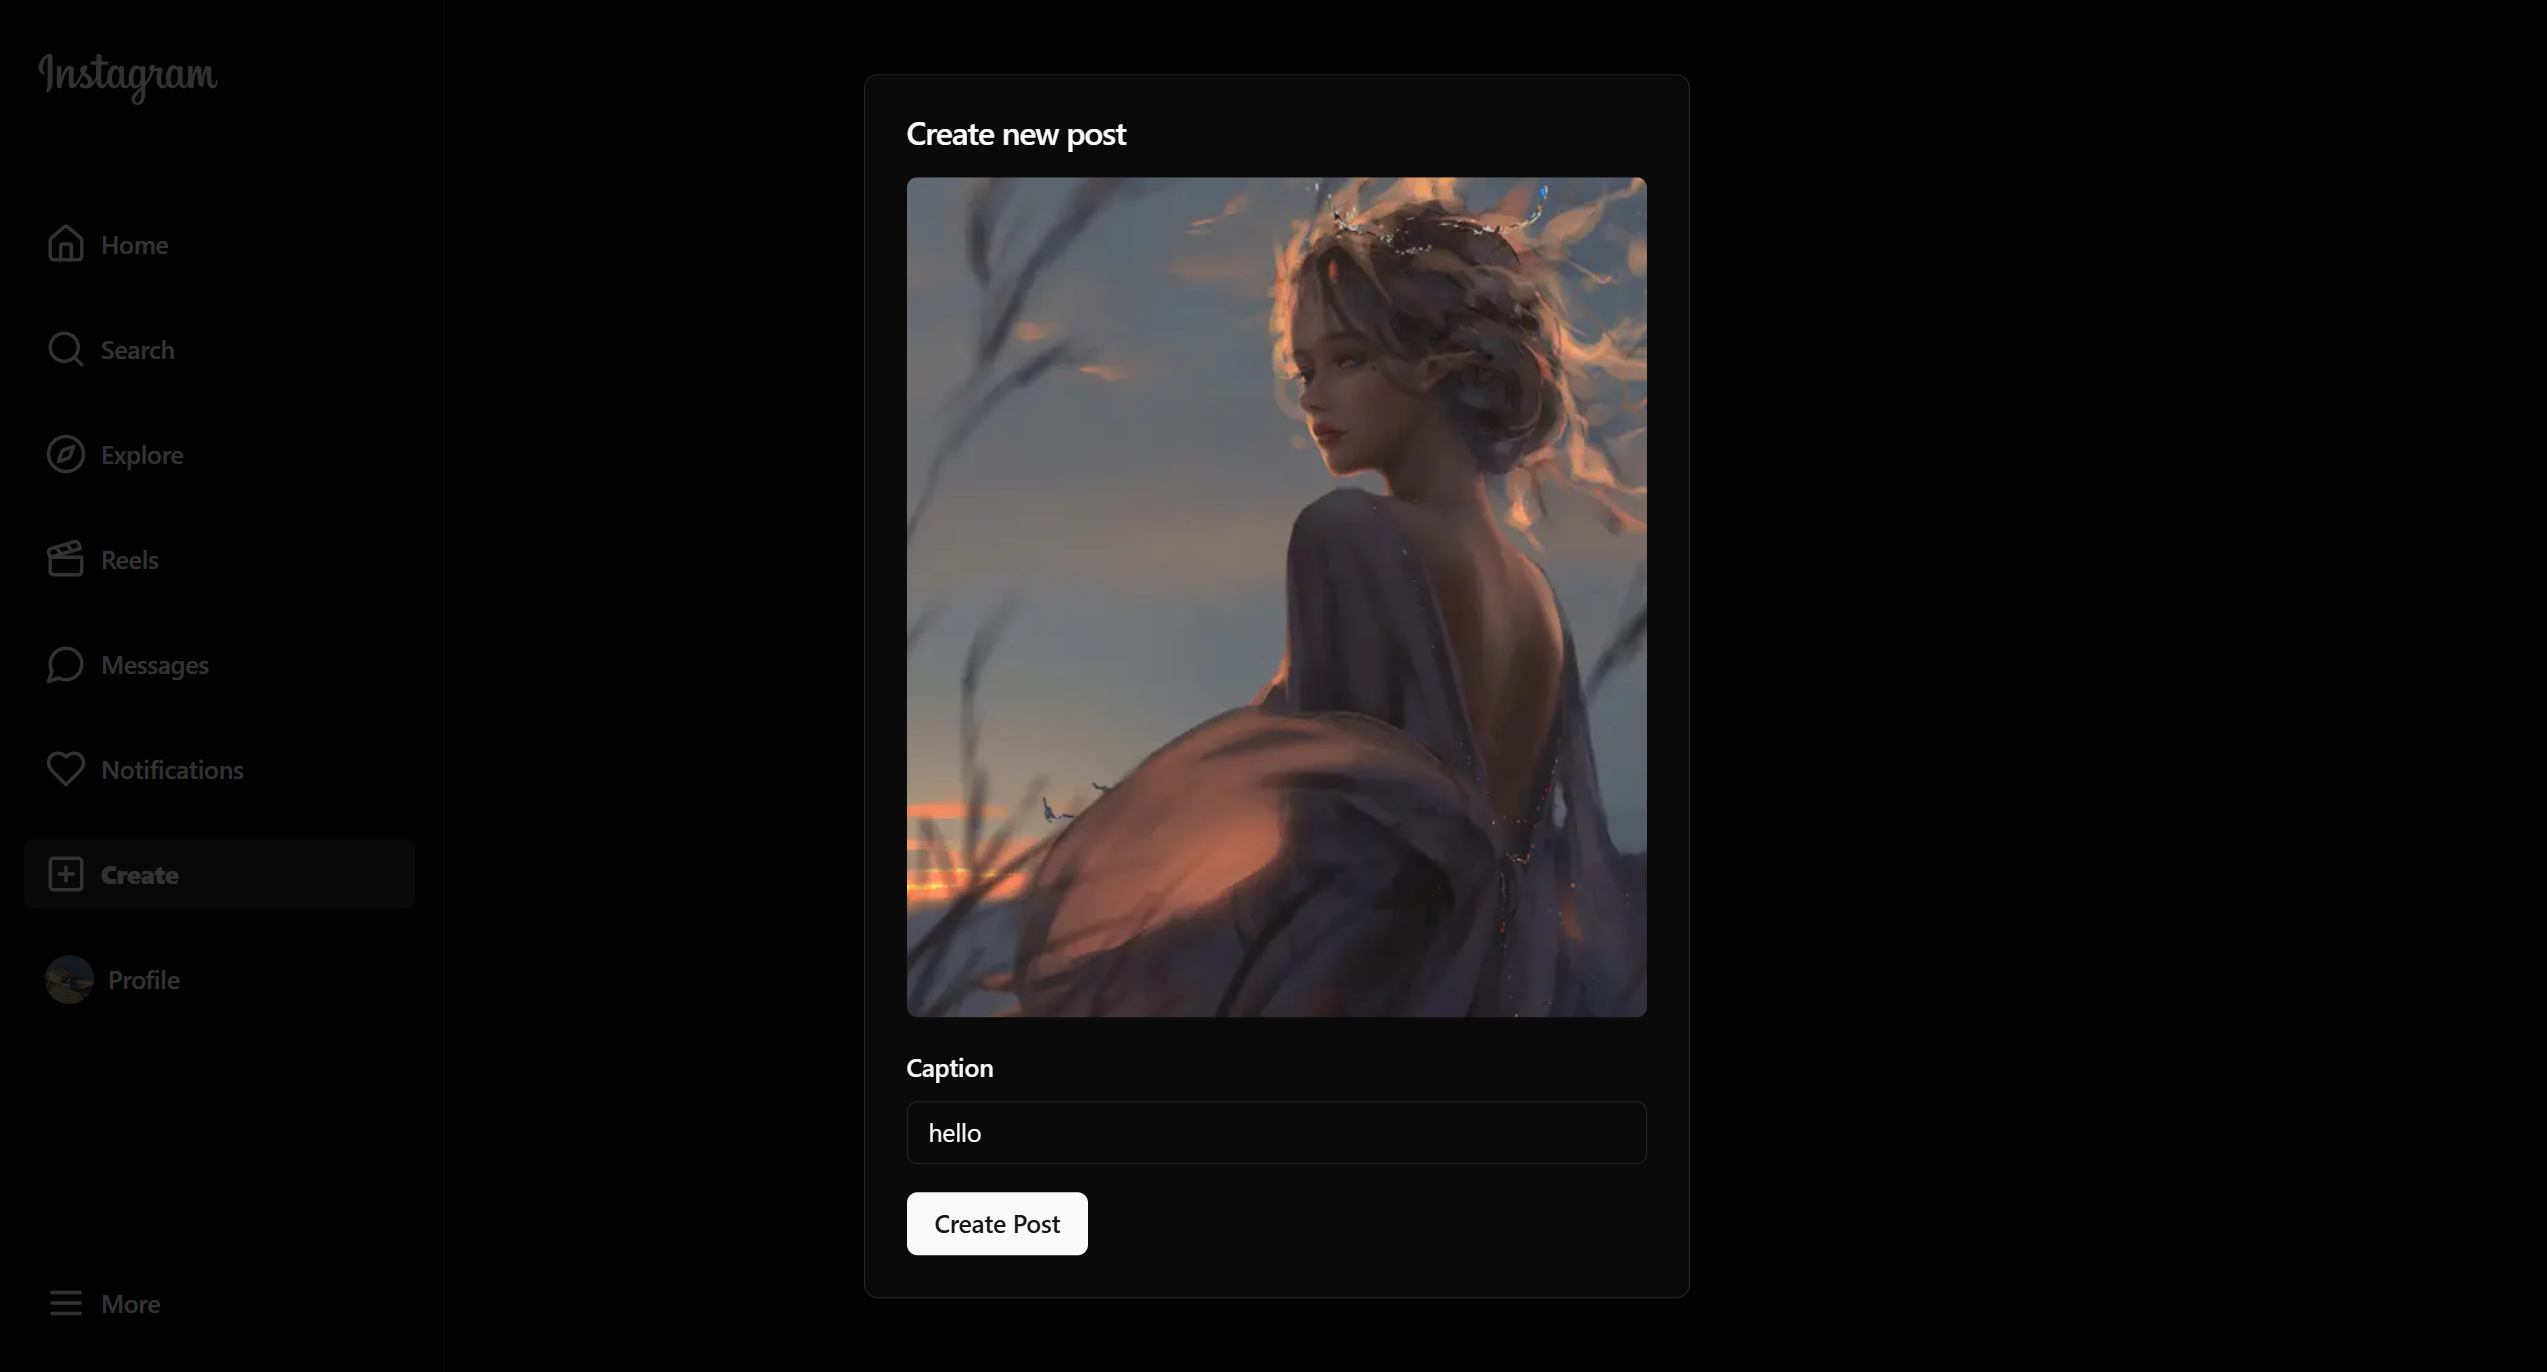 Instagram
Home
Search
Explore
Reels
Messages
Notifications
Create
Profile
More
Create new post
Caption
hello
Create Post